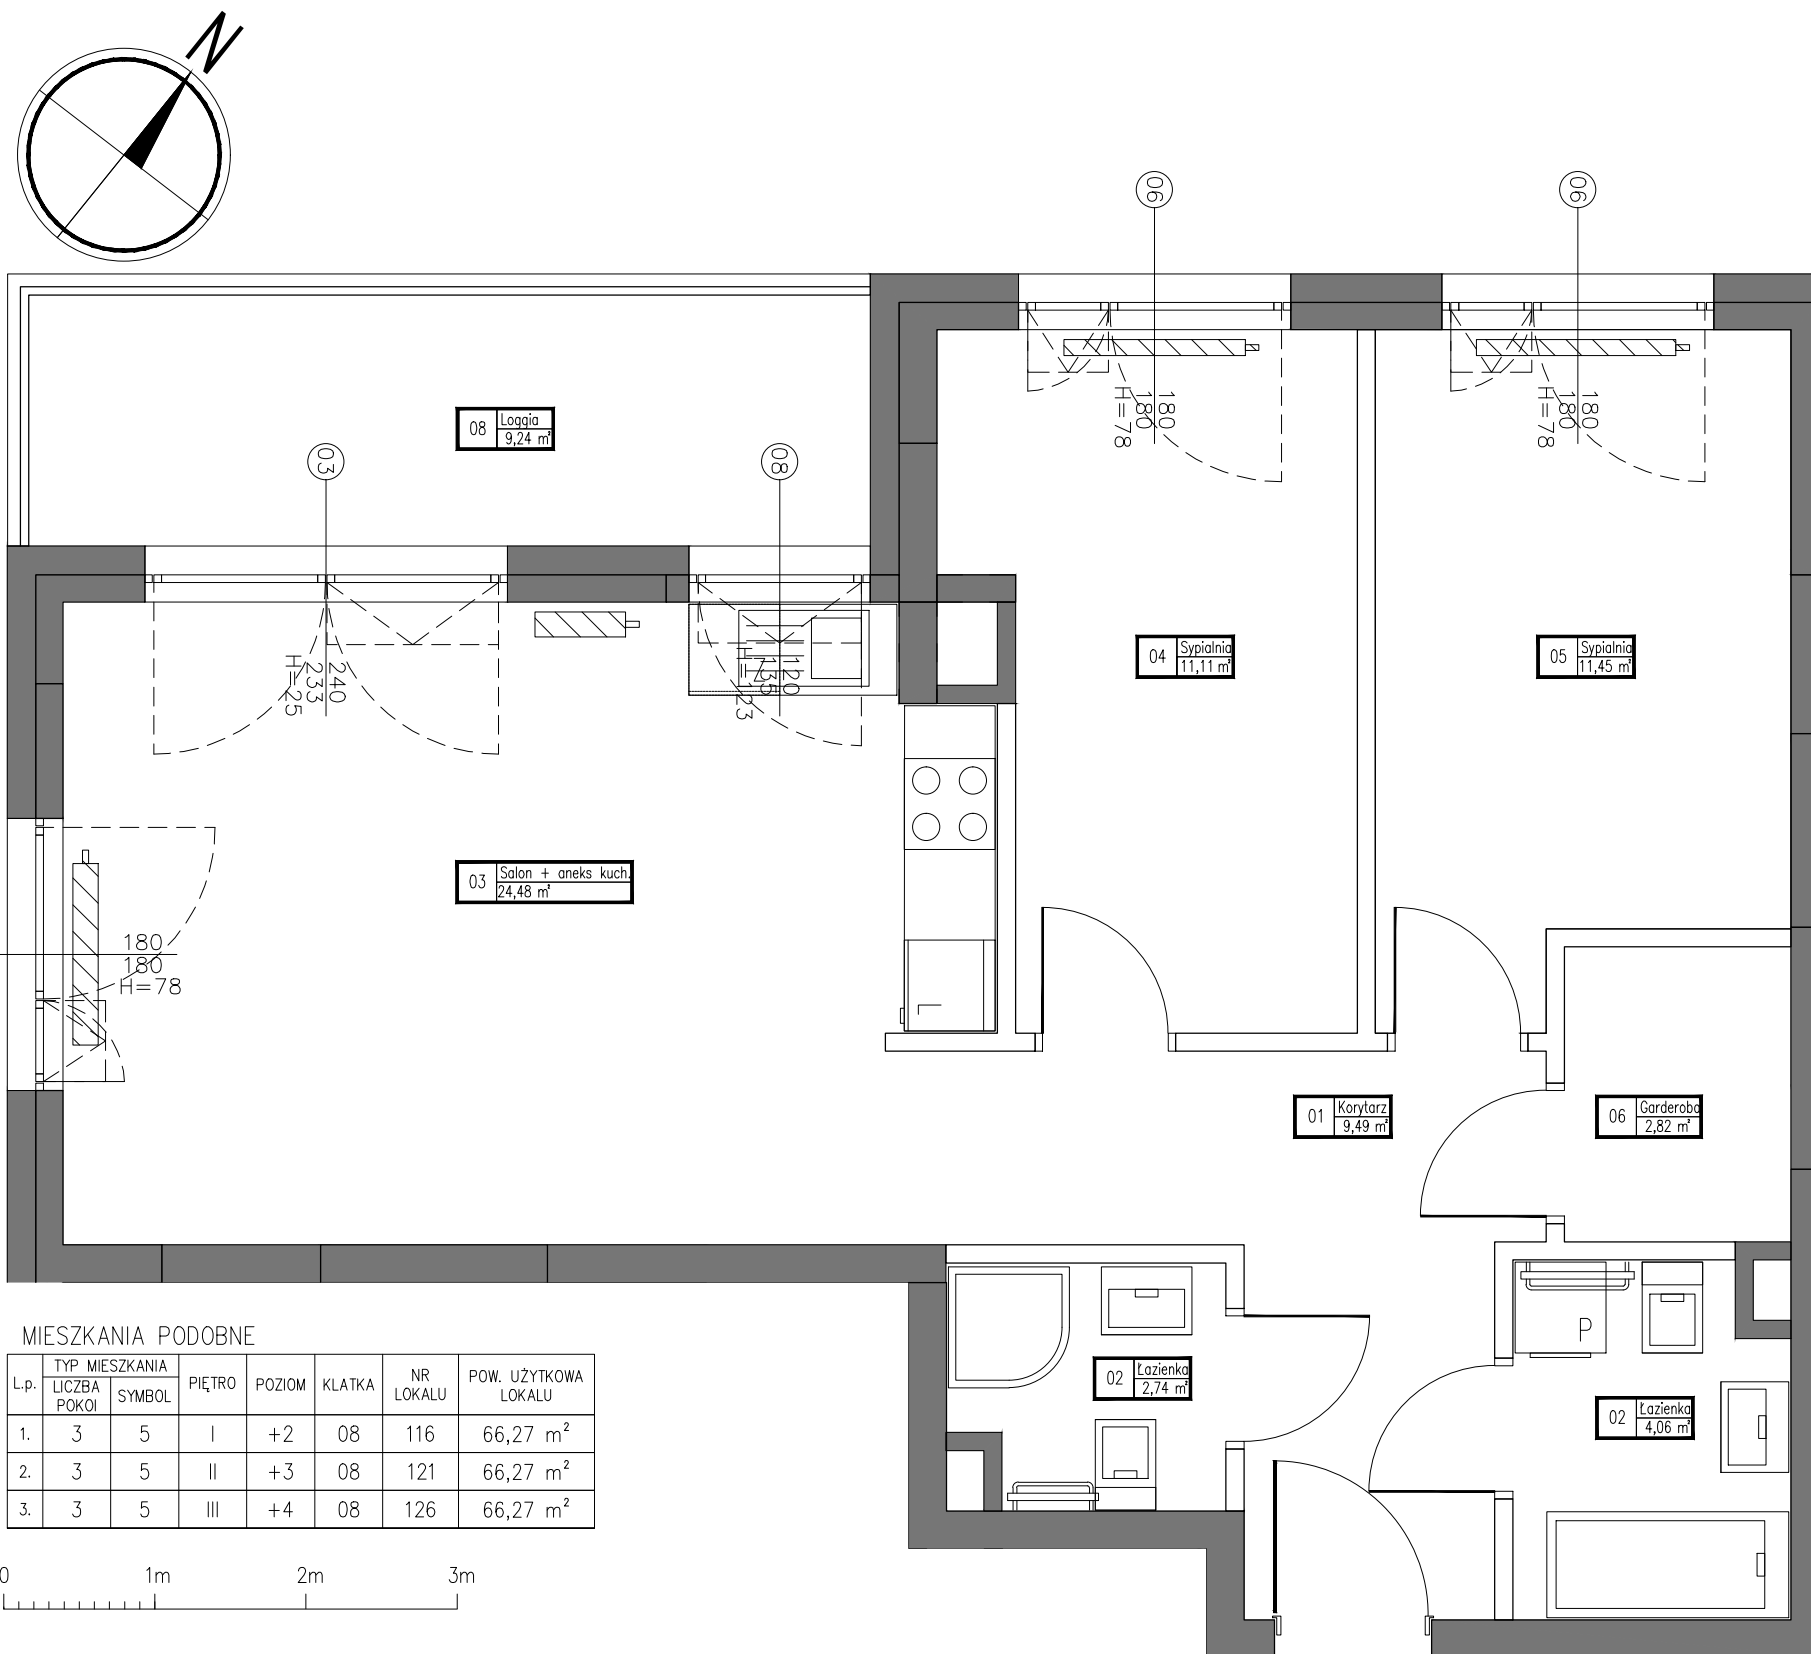 N
06
06
08
Loggia
9,24 m²
180
180
H=78
180
180
H=78
03
08
04
Sypialnia
11,11 m²
05
Sypialnia
11,45 m²
240
233
H=25
120
135
H=123
Z
03
Salon + aneks kuch.
24,48 m²
180
180
H=78
L
01
Korytarz
9,49 m²
06
Garderoba
2,82 m²
P
02
Łazienka
2,74 m²
02
Łazienka
4,06 m²
MIESZKANIA PODOBNE
L.p. TYP MIESZKANIA PIĘTRO POZIOM KLATKA NR LOKALU POW. UŻYTKOWA LOKALU
LICZBA POKOI SYMBOL
1. 3 5 I +2 08 116 66,27 m²
2. 3 5 II +3 08 121 66,27 m²
3. 3 5 III +4 08 126 66,27 m²
0 1m 2m 3m